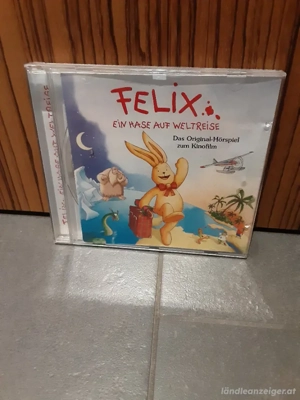 FELIX
EIN HASE AUF WELTREISE
Das Original-Hörspiel
zum Kinofilm
FELIX EIN HASE AUF WELTREISE
ländleanzeiger.at